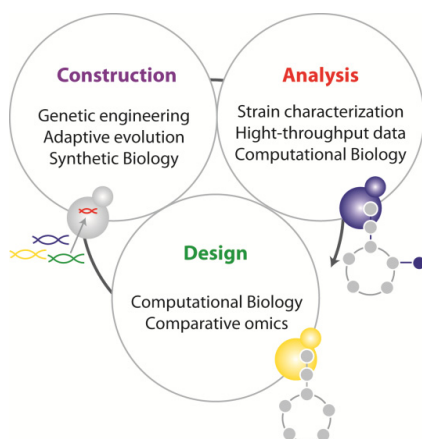 Construction
Genetic engineering
Adaptive evolution
Synthetic Biology
Analysis
Strain characterization
Hight-throughput data
Computational Biology
Design
Computational Biology
Comparative omics